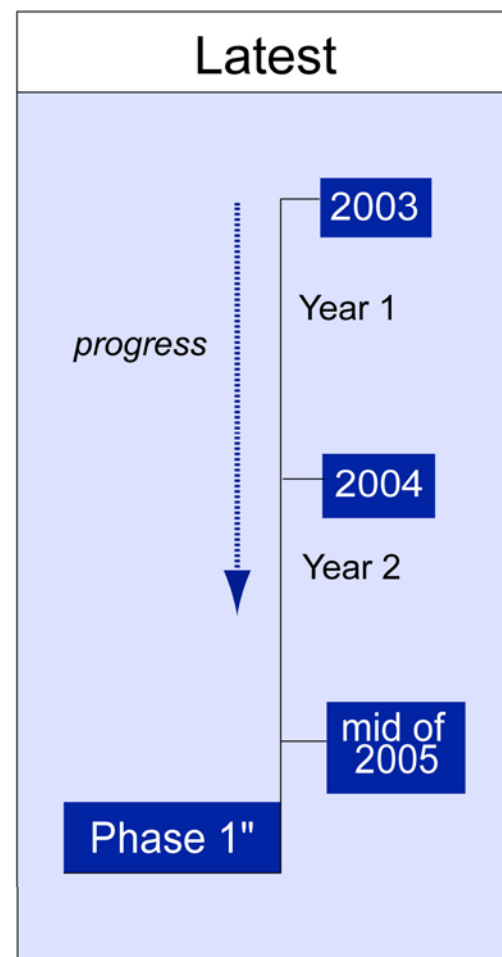 Latest
2003
Year 1
progress
2004
Year 2
mid of
2005
Phase 1"